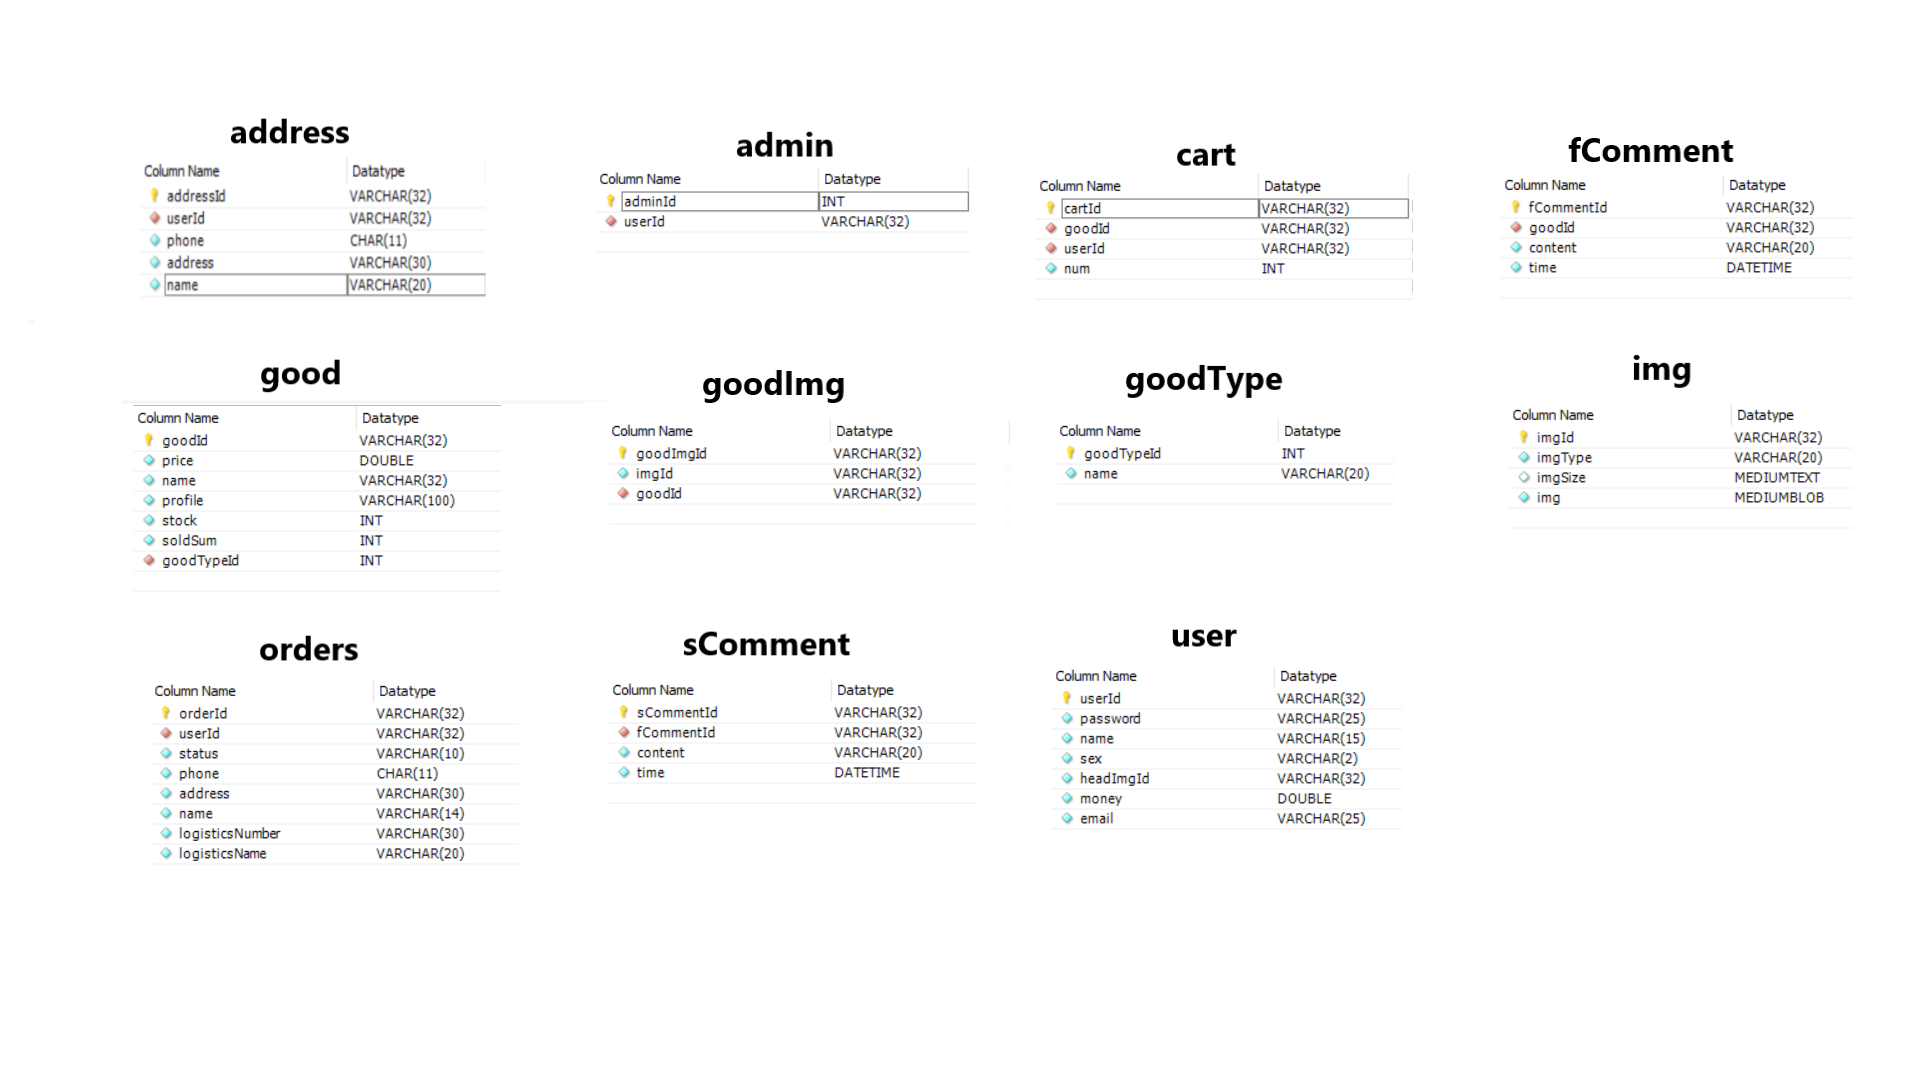 address
Column Name Datatype
addressId VARCHAR(32)
userId VARCHAR(32)
phone CHAR(11)
address VARCHAR(30)
name VARCHAR(20)
admin
Column Name Datatype
adminId INT
userId VARCHAR(32)
cart
Column Name Datatype
cartId VARCHAR(32)
goodId VARCHAR(32)
userId VARCHAR(32)
num INT
fComment
Column Name Datatype
fCommentId VARCHAR(32)
goodId VARCHAR(32)
content VARCHAR(20)
time DATETIME
good
Column Name Datatype
goodId VARCHAR(32)
price DOUBLE
name VARCHAR(32)
profile VARCHAR(100)
stock INT
soldSum INT
goodTypeId INT
goodImg
Column Name Datatype
goodImgId VARCHAR(32)
imgId VARCHAR(32)
goodId VARCHAR(32)
goodType
Column Name Datatype
goodTypeId INT
name VARCHAR(20)
img
Column Name Datatype
imgId VARCHAR(32)
imgType VARCHAR(20)
imgSize MEDIUMTEXT
img MEDIUMBLOB
orders
Column Name Datatype
orderId VARCHAR(32)
userId VARCHAR(32)
status VARCHAR(10)
phone CHAR(11)
address VARCHAR(30)
name VARCHAR(14)
logisticsNumber VARCHAR(30)
logisticsName VARCHAR(20)
sComment
Column Name Datatype
sCommentId VARCHAR(32)
fCommentId VARCHAR(32)
content VARCHAR(20)
time DATETIME
user
Column Name Datatype
userId VARCHAR(32)
password VARCHAR(25)
name VARCHAR(15)
sex VARCHAR(2)
headImgId VARCHAR(32)
money DOUBLE
email VARCHAR(25)